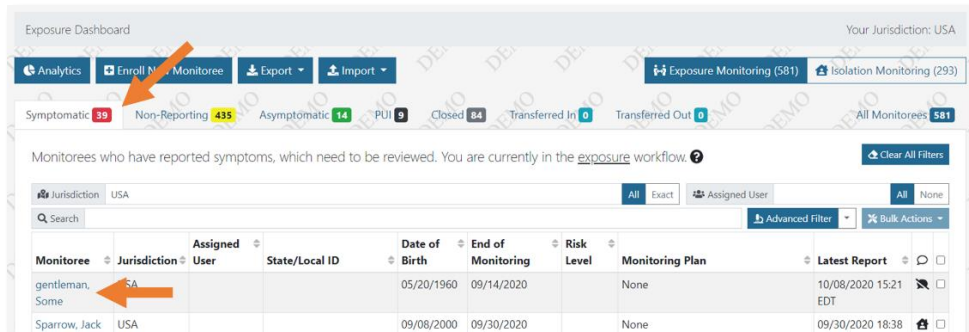 Exposure Dashboard Your Jurisdiction: USA
Analytics Enroll New Monitoree Export Import Exposure Monitoring (581) Isolation Monitoring (293)
Symptomatic 39 Non-Reporting 435 Asymptomatic 14 PUI 9 Closed 84 Transferred In 0 Transferred Out 0 All Monitorees 581
Monitorees who have reported symptoms, which need to be reviewed. You are currently in the exposure workflow. Clear All Filters
Jurisdiction USA All Exact Assigned User All None
Search Advanced Filter Bulk Actions
Monitoree Jurisdiction Assigned User State/Local ID Date of Birth End of Monitoring Risk Level Monitoring Plan Latest Report
gentleman, Some USA 05/20/1960 09/14/2020 None 10/08/2020 15:21 EDT
Sparrow, Jack USA 09/08/2000 09/30/2020 None 09/30/2020 18:38
DEMO